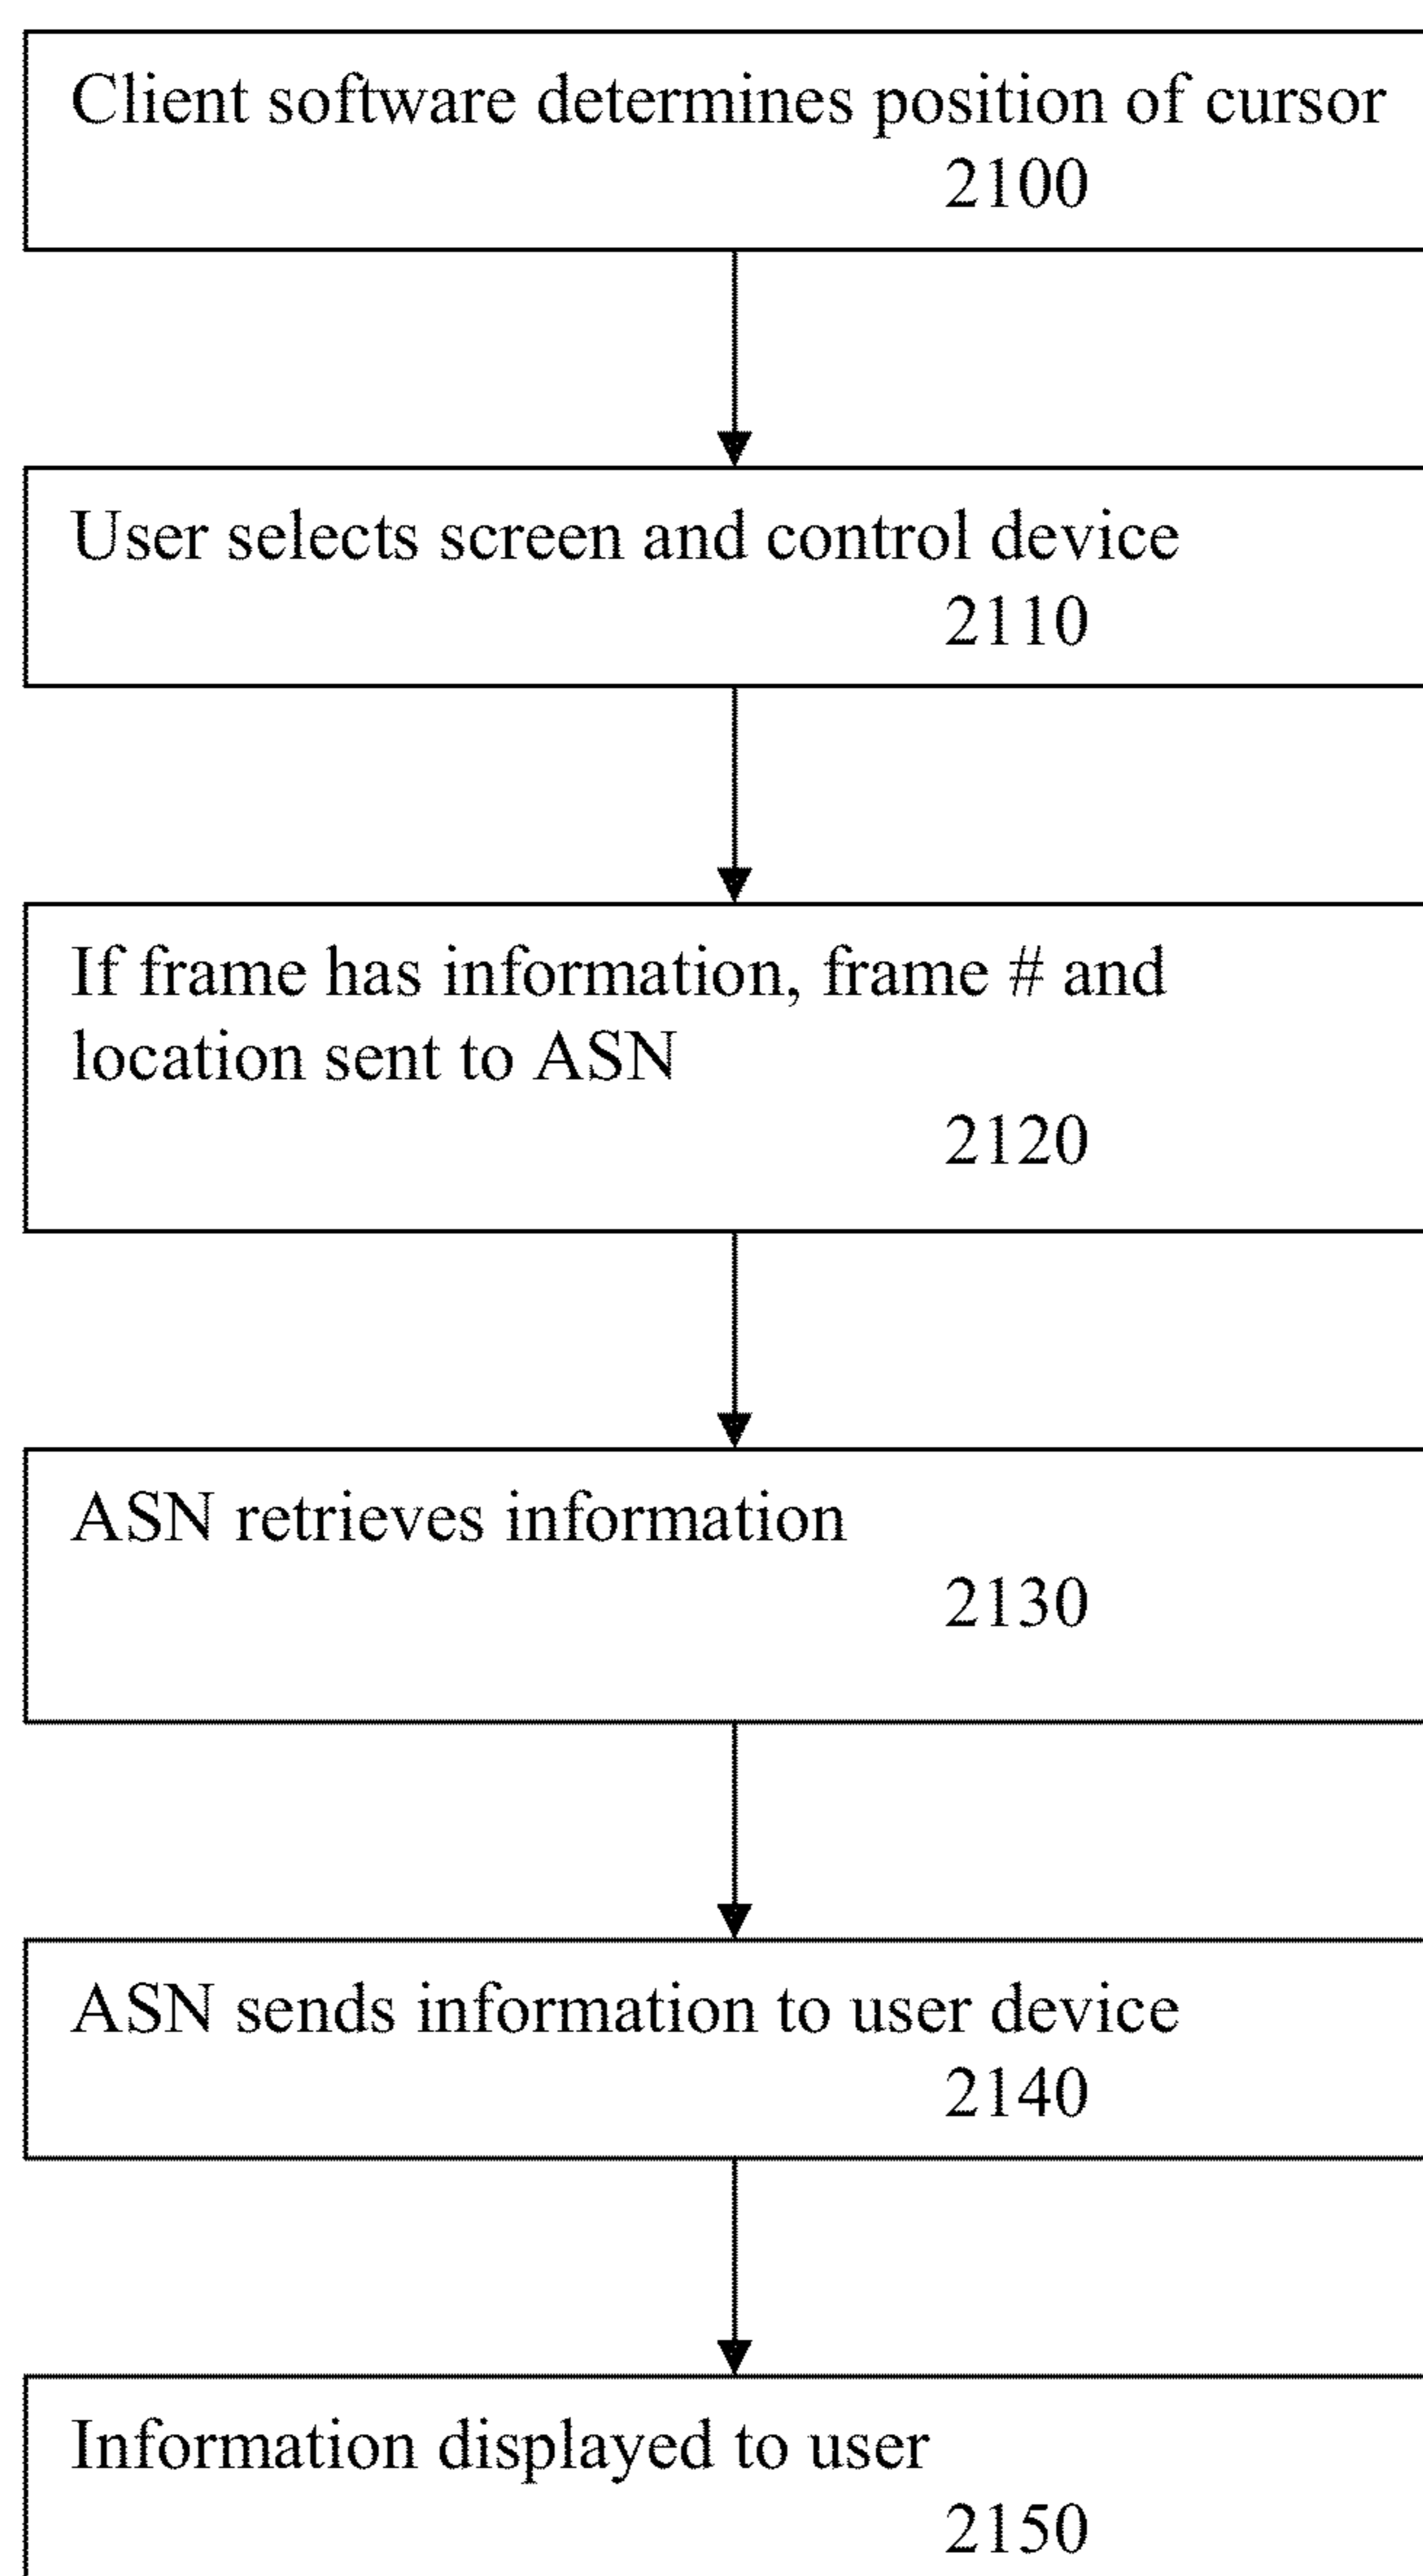 Client software determines position of cursor
2100
User selects screen and control device
2110
If frame has information, frame # and
location sent to ASN
2120
ASN retrieves information
2130
ASN sends information to user device
2140
Information displayed to user
2150